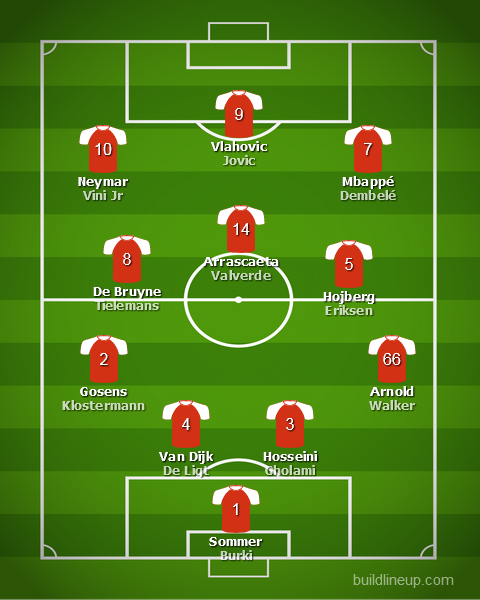 9
Vlahovic
Jovic
10
Neymar
Vini Jr
7
Mbappé
Dembelé
14
Arrascaeta
Valverde
8
De Bruyne
Tielemans
5
Hojberg
Eriksen
2
Gosens
Klostermann
66
Arnold
Walker
4
Van Dijk
De Ligt
3
Hosseini
Gholami
1
Sommer
Burki
buildlineup.com